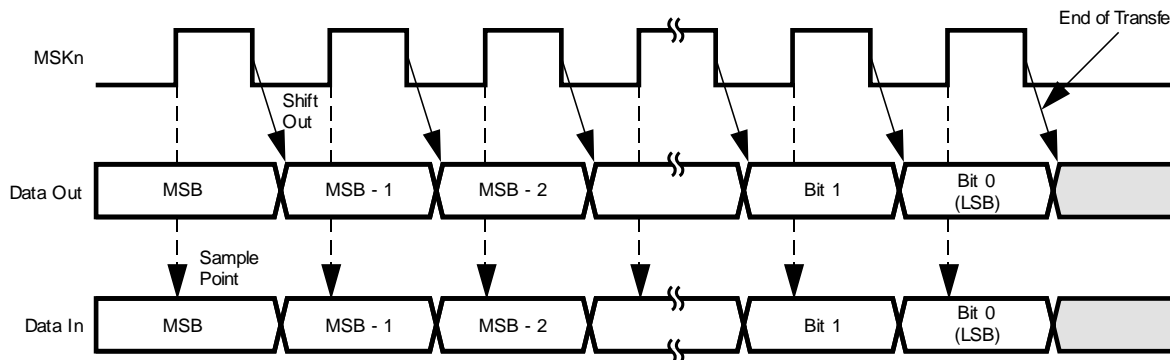 End of Transfe
MSKn
Shift
Out
Data Out
MSB
MSB - 1
MSB - 2
Bit 1
Bit 0
(LSB)
Sample
Point
Data In
MSB
MSB - 1
MSB - 2
Bit 1
Bit 0
(LSB)